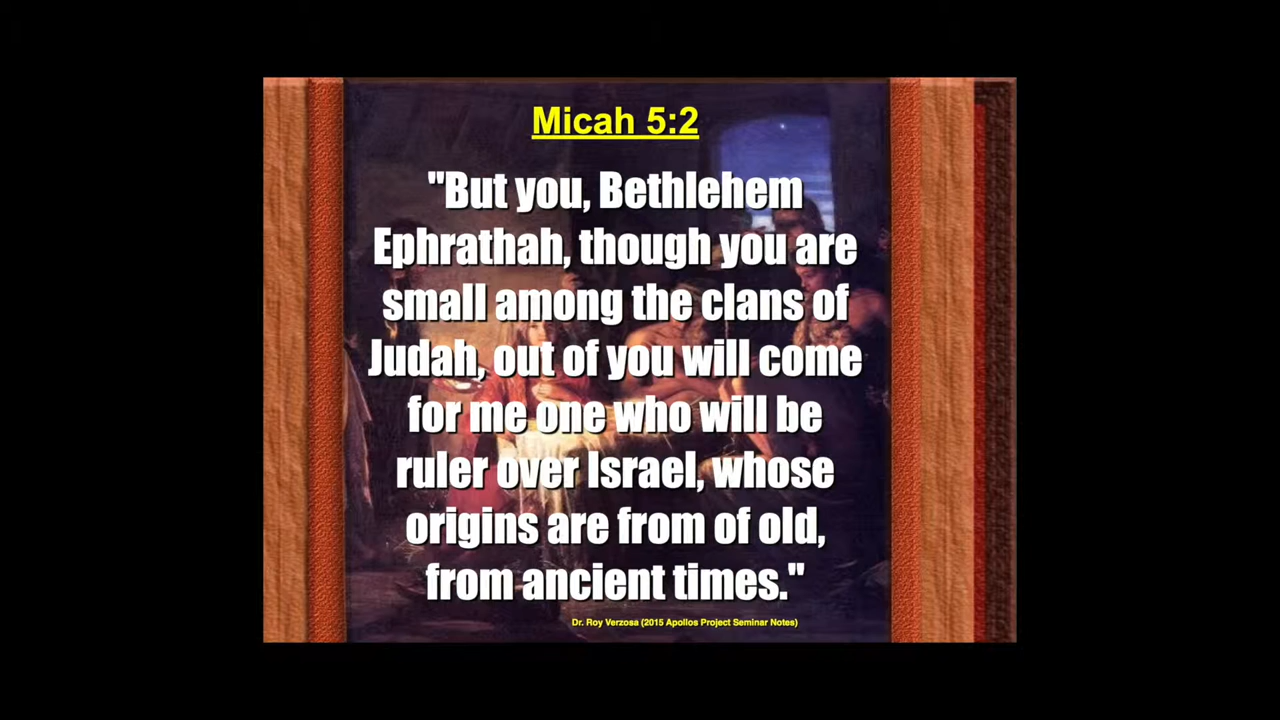 Micah 5:2
"But you, Bethlehem
Ephrathah, though you are
small among the clans of
Judah, out of you will come
for me one who will be
ruler over Israel, whose
origins are from of old,
from ancient times."
Dr. Roy Verzosa (2015 Apollos Project Seminar Notes)